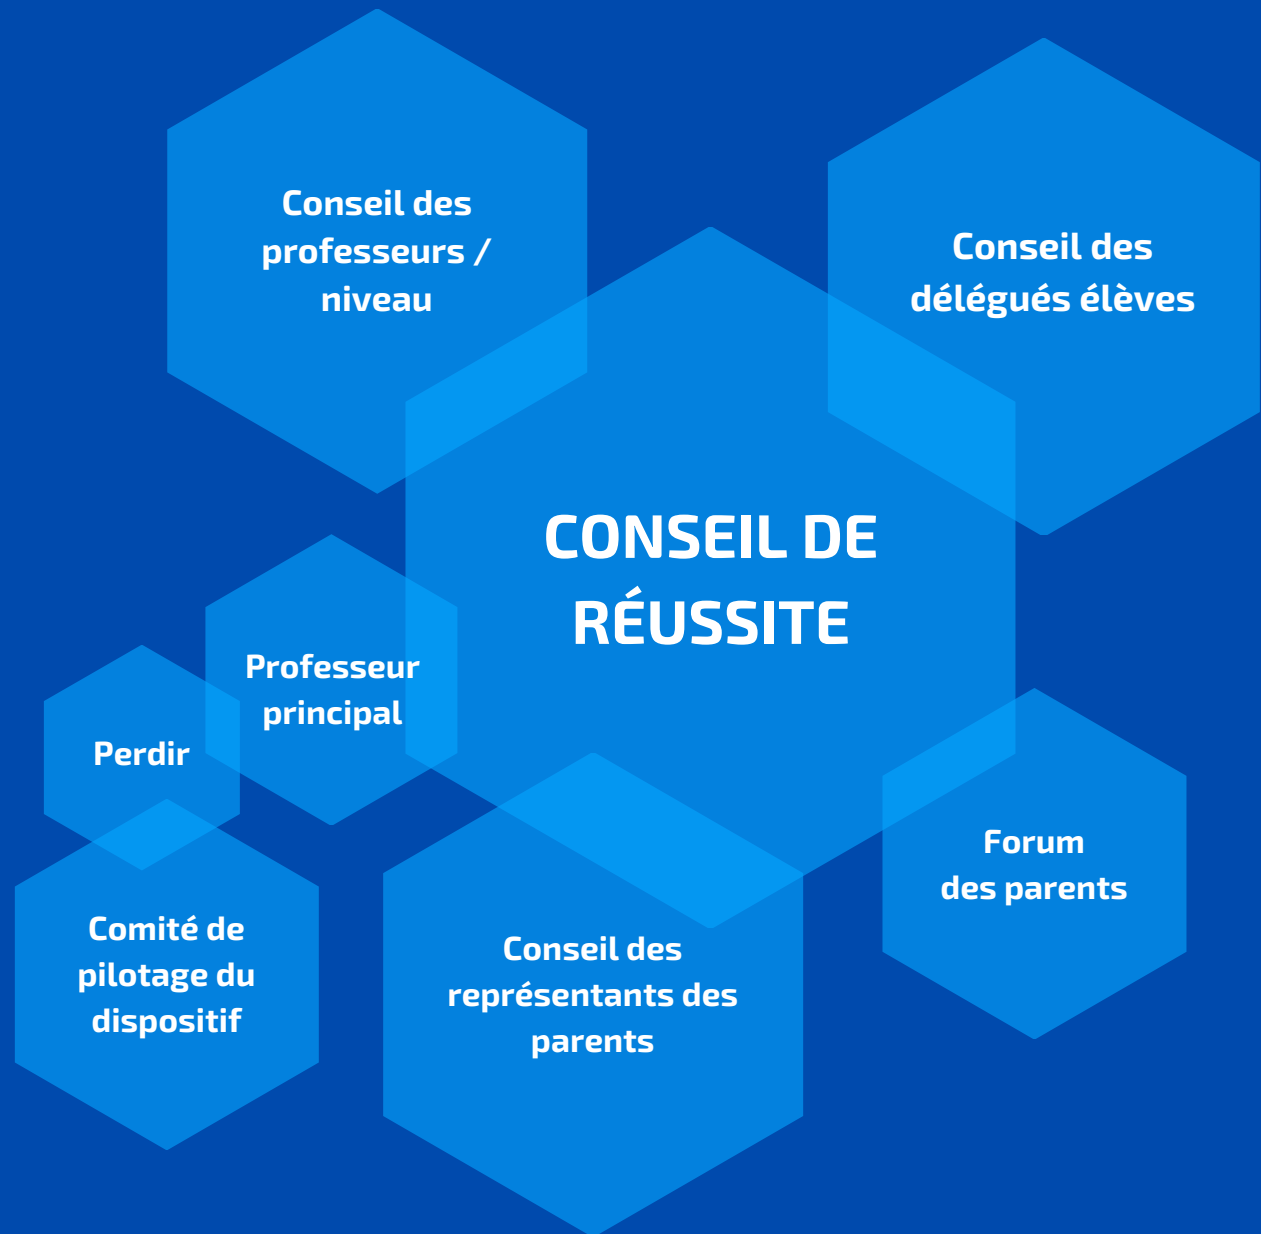 Conseil des
professeurs /
niveau
Conseil des
délégués élèves
CONSEIL DE
RÉUSSITE
Professeur
principal
Perdir
Forum
des parents
Comité de
pilotage du
dispositif
Conseil des
représentants des
parents